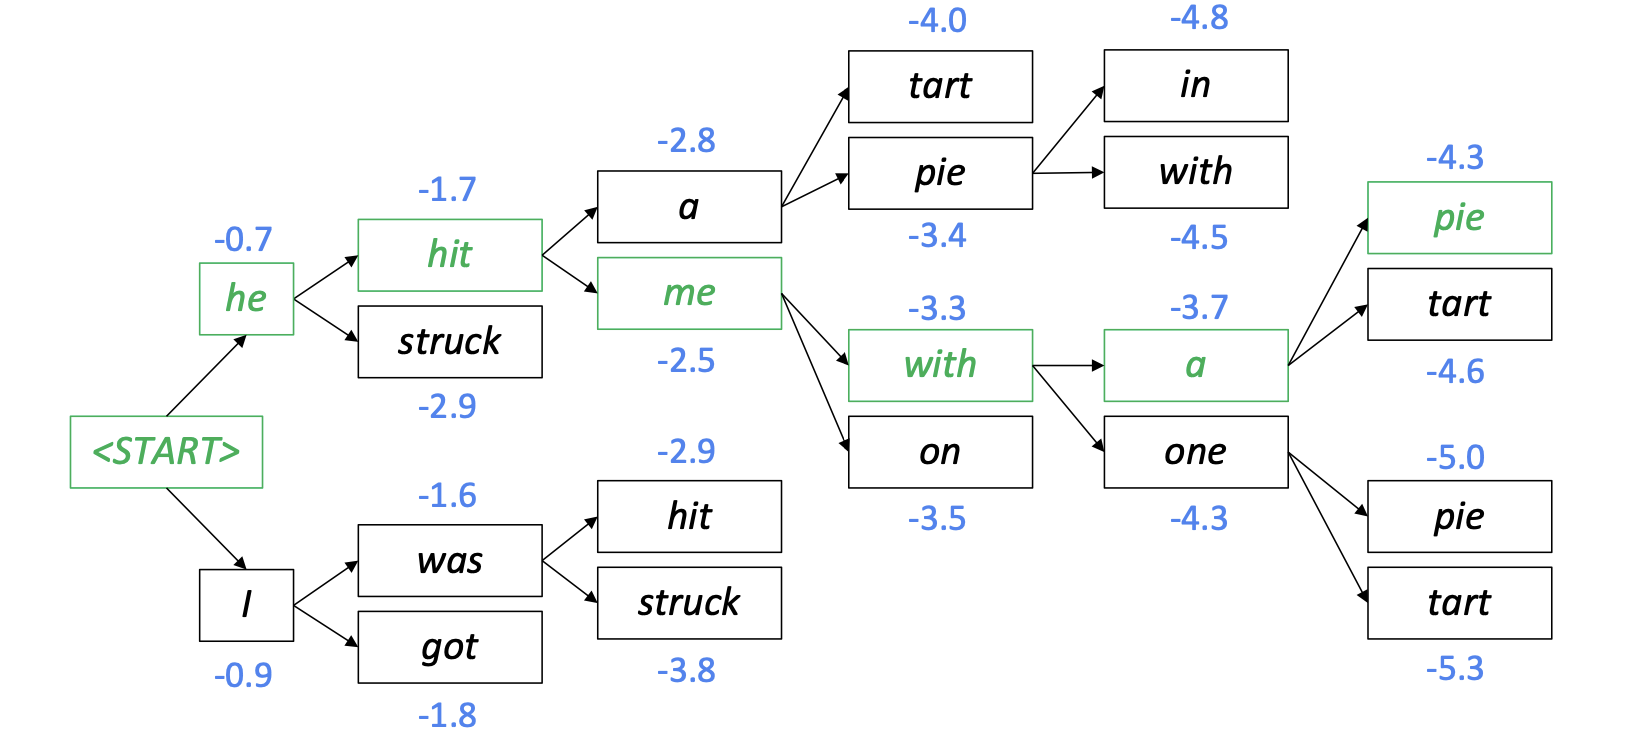 <START>
-0.7
he
I
-0.9
-1.7
hit
struck
-2.9
-1.6
was
got
-1.8
-2.8
a
me
-2.5
-2.9
hit
struck
-3.8
-4.0
tart
pie
-3.4
-3.3
with
on
-3.5
-4.8
in
with
-4.5
-3.7
a
one
-4.3
-4.3
pie
tart
-4.6
-5.0
pie
tart
-5.3